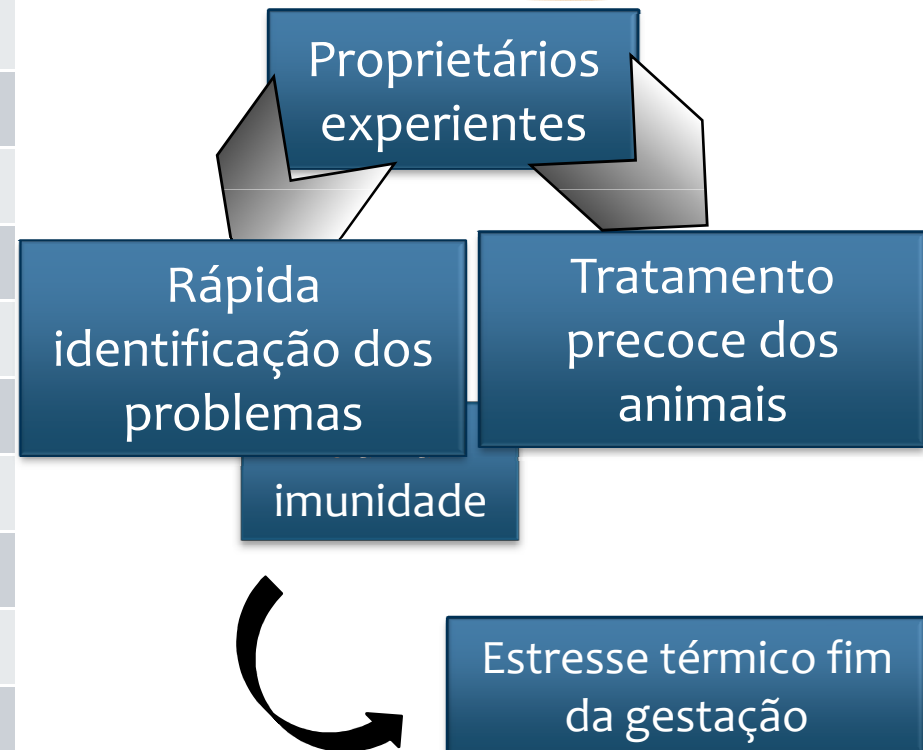 Proprietários
experientes
Rápida
identificação dos
problemas
Tratamento
precoce dos
animais
imunidade
Estresse térmico fim
da gestação